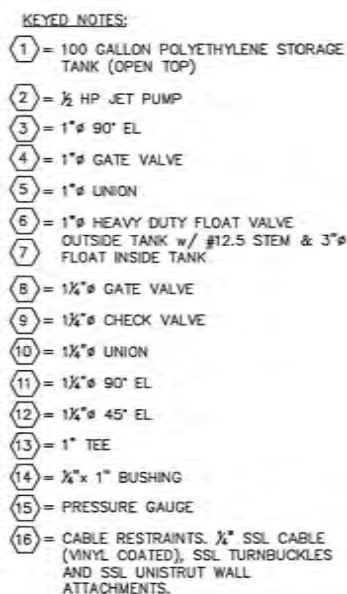 KEYED NOTES:
1 = 100 GALLON POLYETHYLENE STORAGE
TANK (OPEN TOP)
2 = ½ HP JET PUMP
3 = 1"ø 90° EL
4 = 1"ø GATE VALVE
5 = 1"ø UNION
6 = 1"ø HEAVY DUTY FLOAT VALVE
OUTSIDE TANK w/ #12.5 STEM & 3"ø
7 FLOAT INSIDE TANK
8 = 1¼"ø GATE VALVE
9 = 1¼"ø CHECK VALVE
10 = 1¼"ø UNION
11 = 1¼"ø 90° EL
12 = 1¼"ø 45° EL
13 = 1" TEE
14 = x 1" BUSHING
15 = PRESSURE GAUGE
16 = CABLE RESTRAINTS. SSL CABLE
(VINYL COATED), SSL TURNBUCKLES
AND SSL UNISTRUT WALL
ATTACHMENTS.